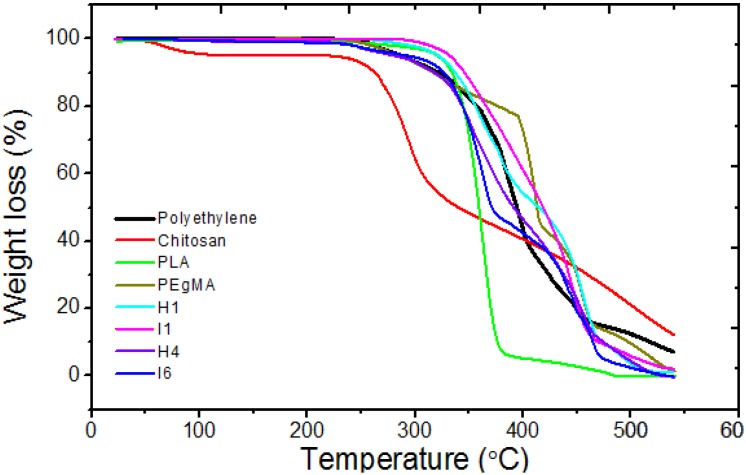 100
80
60
40
20
0
Weight loss (%)
Polyethylene
Chitosan
PLA
PEgMA
H1
I1
H4
I6
0 100 200 300 400 500 60
Temperature (°C)